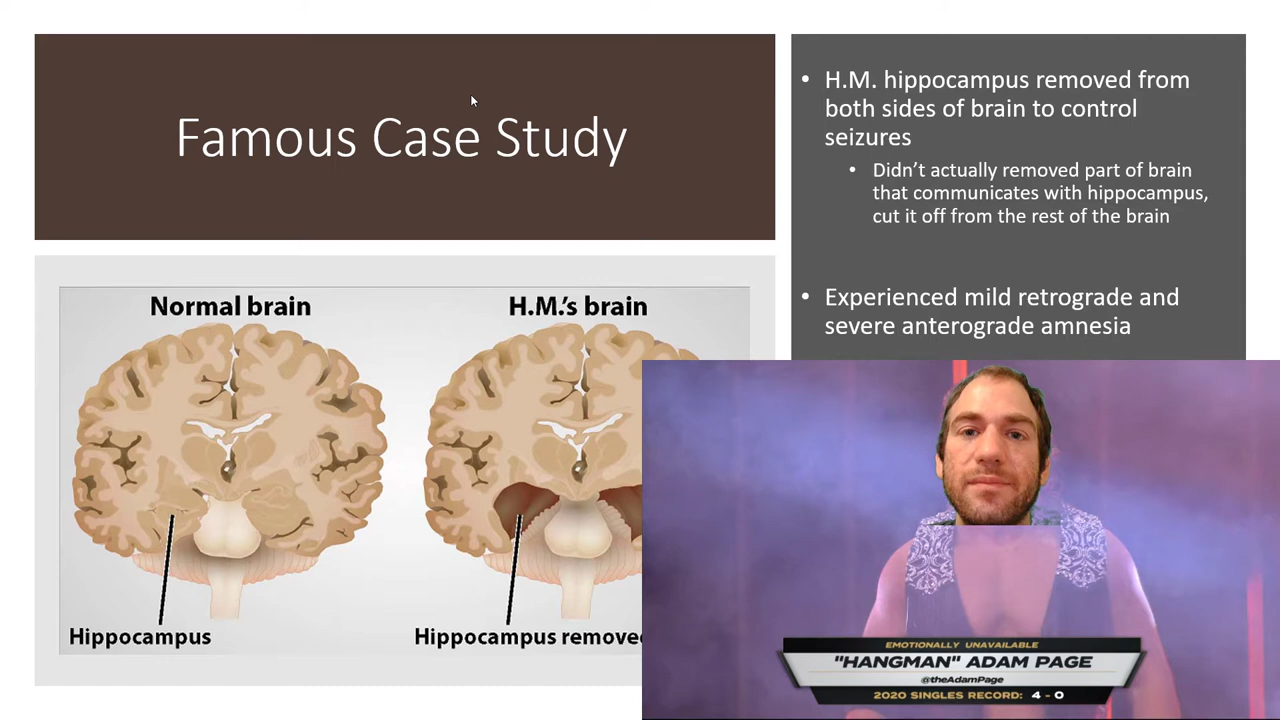 Famous Case Study
• H.M. hippocampus removed from
both sides of brain to control
seizures
• Didn’t actually removed part of brain
that communicates with hippocampus,
cut it off from the rest of the brain
• Experienced mild retrograde and
severe anterograde amnesia
Normal brain
H.M.’s brain
Hippocampus
Hippocampus removed
EMOTIONALLY UNAVAILABLE
"HANGMAN" ADAM PAGE
@theAdamPage
2020 SINGLES RECORD: 4 - 0